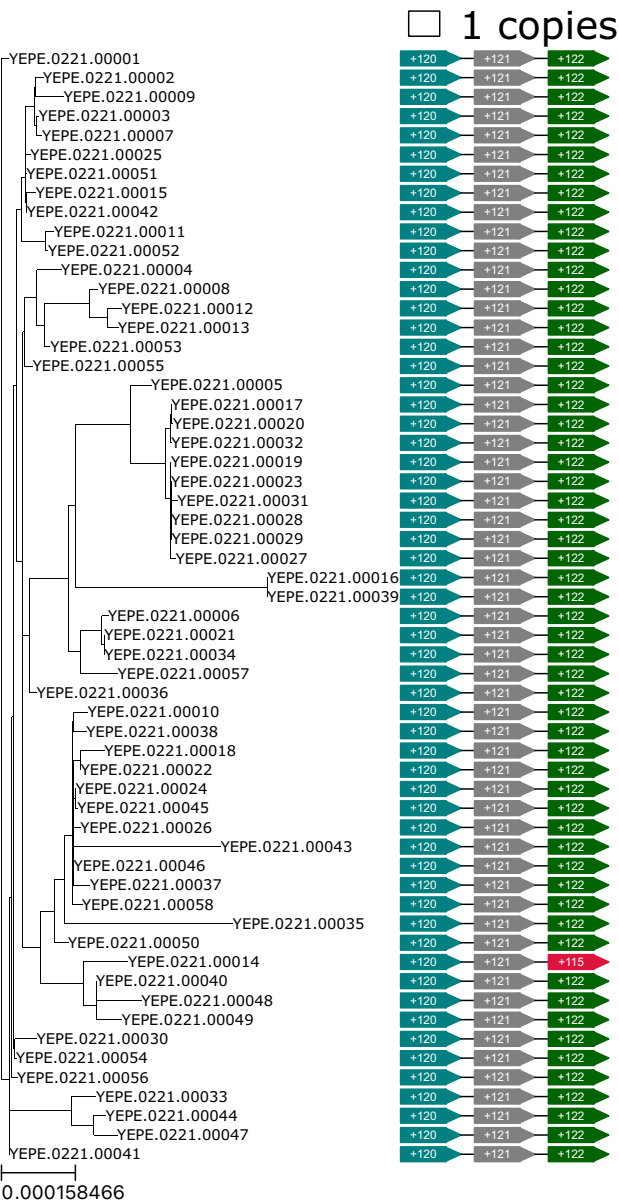 1 copies
YEPE.0221.00001 +120 +121 +122
YEPE.0221.00002 +120 +121 +122
YEPE.0221.00009 +120 +121 +122
YEPE.0221.00003 +120 +121 +122
YEPE.0221.00007 +120 +121 +122
YEPE.0221.00025 +120 +121 +122
YEPE.0221.00051 +120 +121 +122
YEPE.0221.00015 +120 +121 +122
YEPE.0221.00042 +120 +121 +122
YEPE.0221.00011 +120 +121 +122
YEPE.0221.00052 +120 +121 +122
YEPE.0221.00004 +120 +121 +122
YEPE.0221.00008 +120 +121 +122
YEPE.0221.00012 +120 +121 +122
YEPE.0221.00013 +120 +121 +122
YEPE.0221.00053 +120 +121 +122
YEPE.0221.00055 +120 +121 +122
YEPE.0221.00005 +120 +121 +122
YEPE.0221.00017 +120 +121 +122
YEPE.0221.00020 +120 +121 +122
YEPE.0221.00032 +120 +121 +122
YEPE.0221.00019 +120 +121 +122
YEPE.0221.00023 +120 +121 +122
YEPE.0221.00031 +120 +121 +122
YEPE.0221.00028 +120 +121 +122
YEPE.0221.00029 +120 +121 +122
YEPE.0221.00027 +120 +121 +122
YEPE.0221.00016 +120 +121 +122
YEPE.0221.00039 +120 +121 +122
YEPE.0221.00006 +120 +121 +122
YEPE.0221.00021 +120 +121 +122
YEPE.0221.00034 +120 +121 +122
YEPE.0221.00057 +120 +121 +122
YEPE.0221.00036 +120 +121 +122
YEPE.0221.00010 +120 +121 +122
YEPE.0221.00038 +120 +121 +122
YEPE.0221.00018 +120 +121 +122
YEPE.0221.00022 +120 +121 +122
YEPE.0221.00024 +120 +121 +122
YEPE.0221.00045 +120 +121 +122
YEPE.0221.00026 +120 +121 +122
YEPE.0221.00043 +120 +121 +122
YEPE.0221.00046 +120 +121 +122
YEPE.0221.00037 +120 +121 +122
YEPE.0221.00058 +120 +121 +122
YEPE.0221.00035 +120 +121 +122
YEPE.0221.00050 +120 +121 +122
YEPE.0221.00014 +120 +121 +115
YEPE.0221.00040 +120 +121 +122
YEPE.0221.00048 +120 +121 +122
YEPE.0221.00049 +120 +121 +122
YEPE.0221.00030 +120 +121 +122
YEPE.0221.00054 +120 +121 +122
YEPE.0221.00056 +120 +121 +122
YEPE.0221.00033 +120 +121 +122
YEPE.0221.00044 +120 +121 +122
YEPE.0221.00047 +120 +121 +122
YEPE.0221.00041 +120 +121 +122
0.000158466